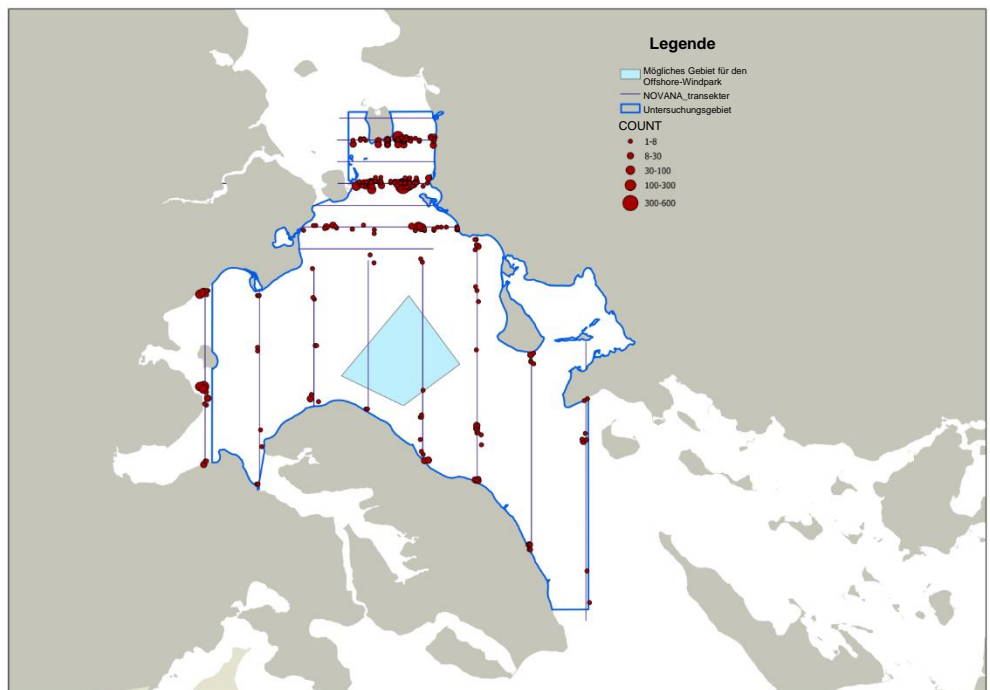 Legende
Mögliches Gebiet für den
Offshore-Windpark
NOVANA_transekter
Untersuchungsgebiet
COUNT
1-8
8-30
30-100
100-300
300-600